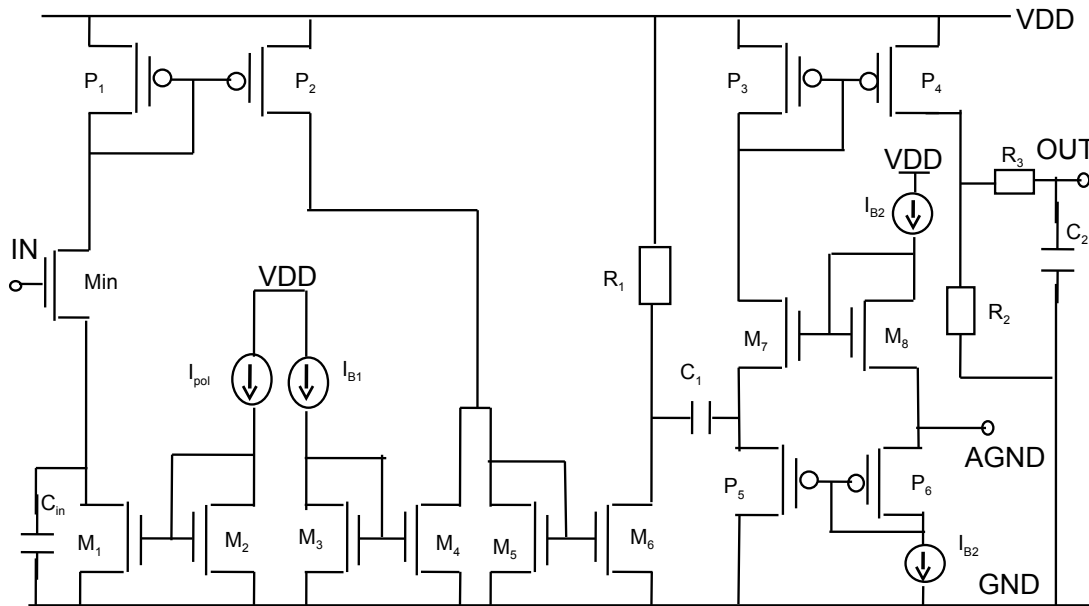 VDD
P1
P2
P3
P4
R3
OUT
VDD
IB2
C2
IN
Min
VDD
R1
R2
M7
M8
Ipol
IB1
C1
AGND
Cin
P5
P6
M1
M2
M3
M4
M5
M6
IB2
GND